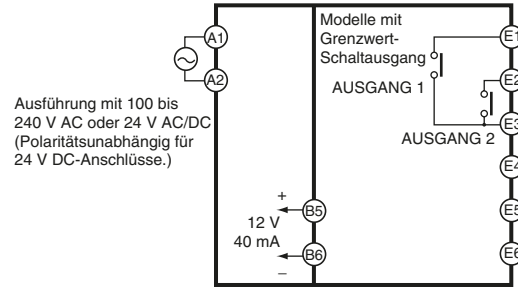 A1
A2
Ausführung mit 100 bis
240 V AC oder 24 V AC/DC
(Polaritätsunabhängig für
24 V DC-Anschlüsse.)
+
12 V
40 mA
–
B5
B6
Modelle mit
Grenzwert-
Schaltausgang
AUSGANG 1
AUSGANG 2
E1
E2
E3
E4
E5
E6